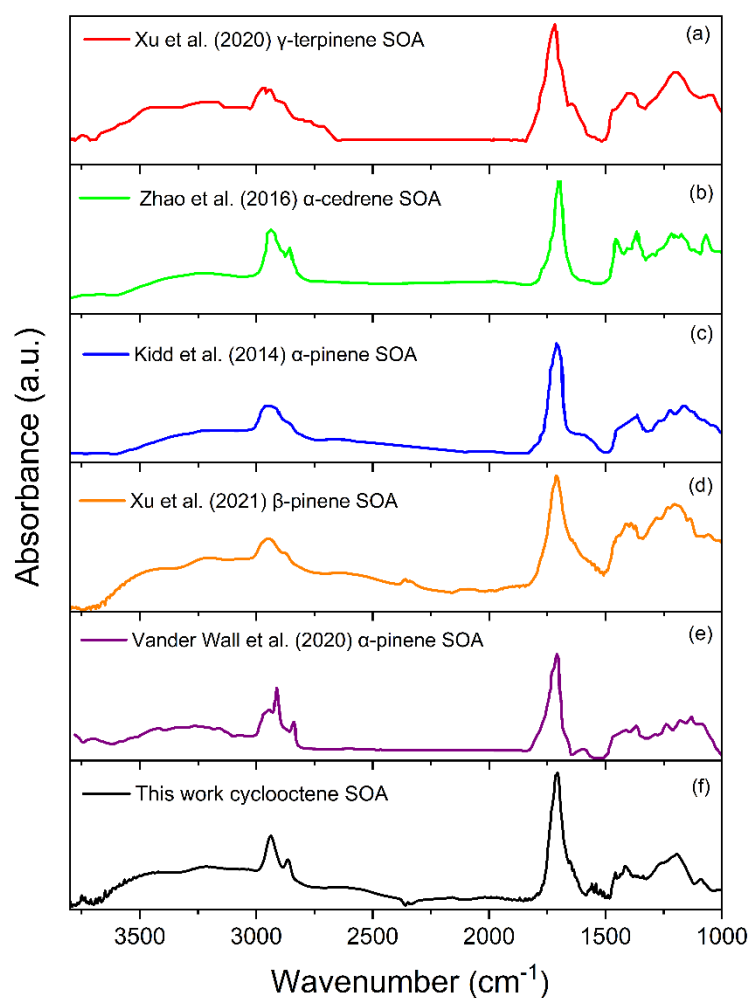 Xu et al. (2020) γ-terpinene SOA
(a)
Zhao et al. (2016) α-cedrene SOA
(b)
Kidd et al. (2014) α-pinene SOA
(c)
Xu et al. (2021) β-pinene SOA
(d)
Vander Wall et al. (2020) α-pinene SOA
(e)
This work cyclooctene SOA
(f)
Absorbance (a.u.)
3500 3000 2500 2000 1500 1000
Wavenumber (cm⁻¹)